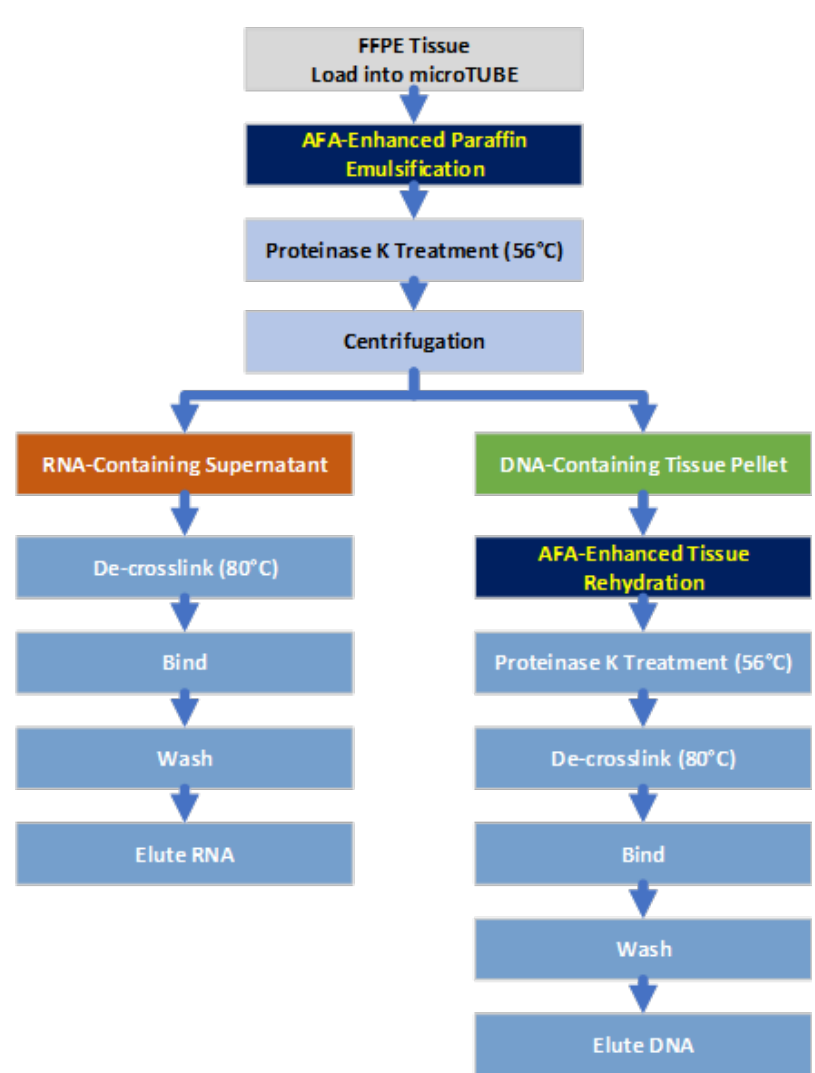 FFPE Tissue
Load into microTUBE
AFA-Enhanced Paraffin
Emulsification
Proteinase K Treatment (56°C)
Centrifugation
RNA-Containing Supernatant
De-crosslink (80°C)
Bind
Wash
Elute RNA
DNA-Containing Tissue Pellet
AFA-Enhanced Tissue
Rehydration
Proteinase K Treatment (56°C)
De-crosslink (80°C)
Bind
Wash
Elute DNA